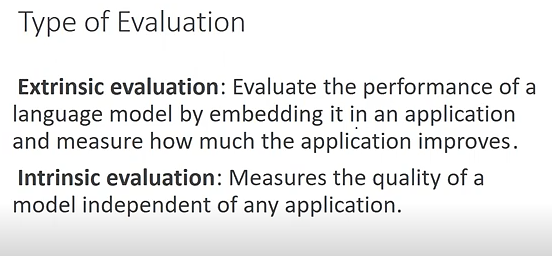 Type of Evaluation
Extrinsic evaluation: Evaluate the performance of a
language model by embedding it in an application
and measure how much the application improves.
Intrinsic evaluation: Measures the quality of a
model independent of any application.